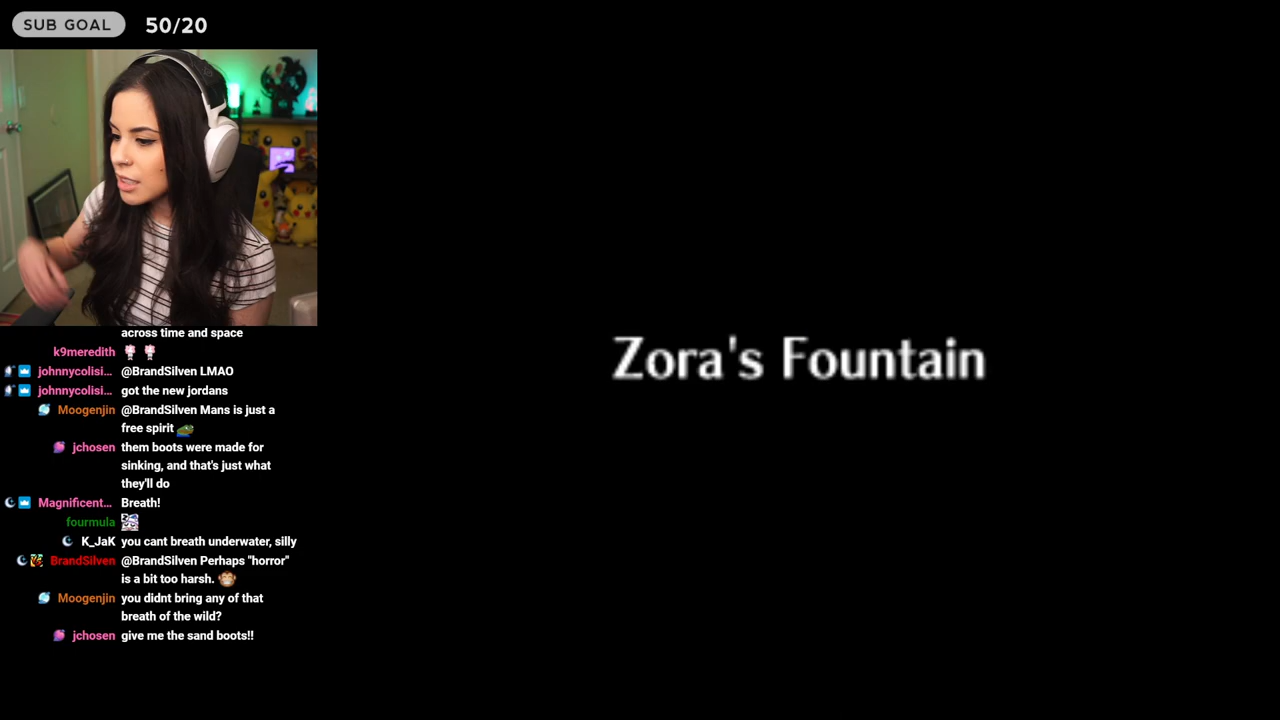 SUB GOAL 50/20
across time and space
k9meredith
johnnycolisi... @BrandSilven LMAO
johnnycolisi... got the new jordans
Moogenjin @BrandSilven Mans is just a
free spirit
jchosen them boots were made for
sinking, and that's just what
they'll do
Magnificent... Breath!
fourmula
K_JaK you cant breath underwater, silly
BrandSilven @BrandSilven Perhaps "horror"
is a bit too harsh.
Moogenjin you didnt bring any of that
breath of the wild?
jchosen give me the sand boots!!
Zora's Fountain